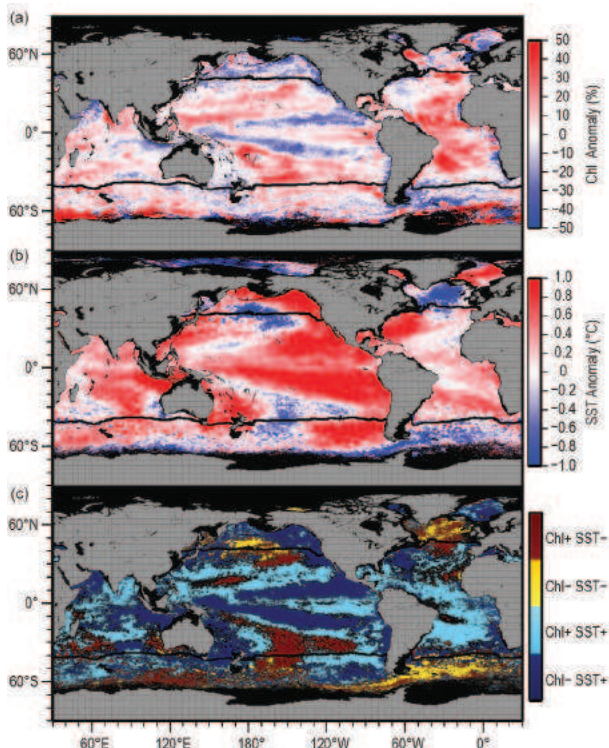 (a)
60°N
0°
60°S
50
40
30
20
10
0
-10
-20
-30
-40
-50
Chl Anomaly (%)
(b)
60°N
0°
60°S
1.0
0.8
0.6
0.4
0.2
0.0
-0.2
-0.4
-0.6
-0.8
-1.0
SST Anomaly (°C)
(c)
60°N
0°
60°S
Chl+ SST-
Chl- SST-
Chl+ SST+
Chl- SST+
60°E 120°E 180° 120°W 60°W 0°